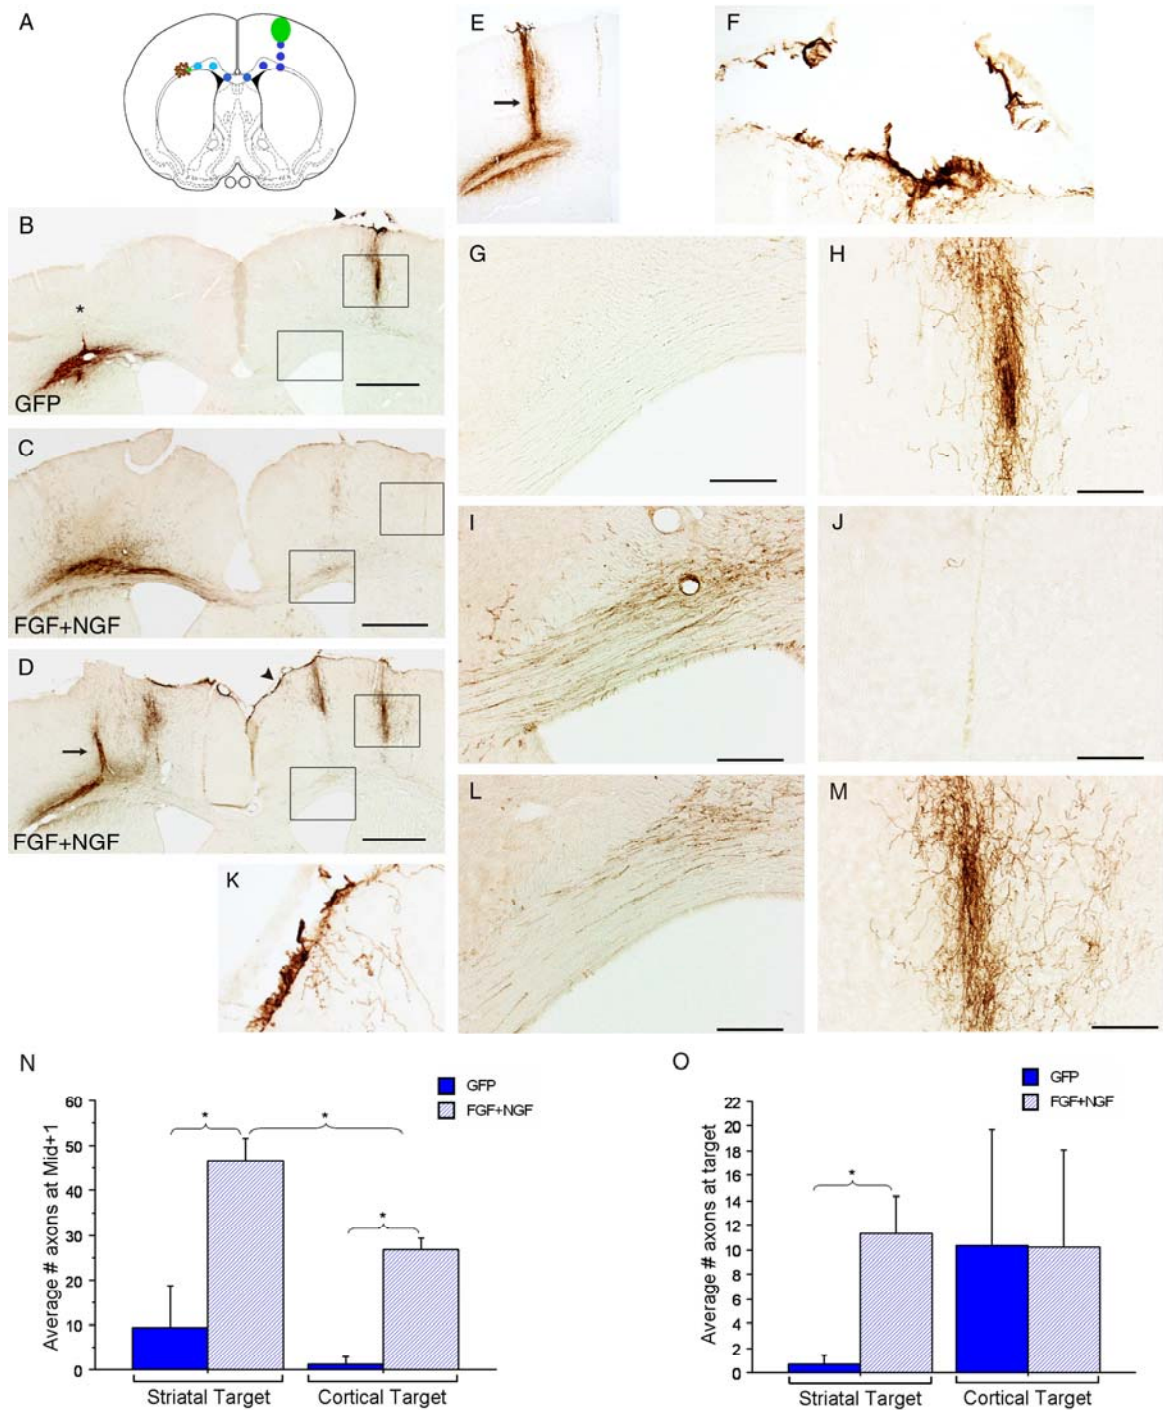 A
B
*
GFP
C
FGF+NGF
D
FGF+NGF
K
E
F
G
H
I
J
L
M
N
GFP
FGF+NGF
Average # axons at Mid+1
60
50
40
30
20
10
0
*
*
*
Striatal Target
Cortical Target
O
GFP
FGF+NGF
Average # axons at target
22
20
18
16
14
12
10
8
6
4
2
0
*
Striatal Target
Cortical Target